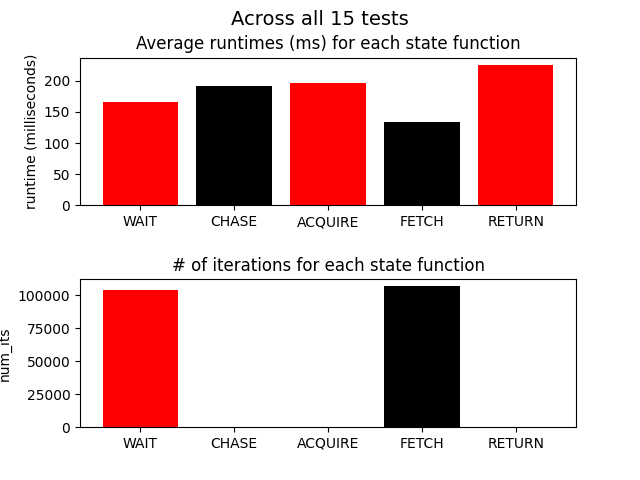 Across all 15 tests
Average runtimes (ms) for each state function
runtime (milliseconds)
200
150
100
50
0
WAIT CHASE ACQUIRE FETCH RETURN
# of iterations for each state function
num_its
100000
75000
50000
25000
0
WAIT CHASE ACQUIRE FETCH RETURN